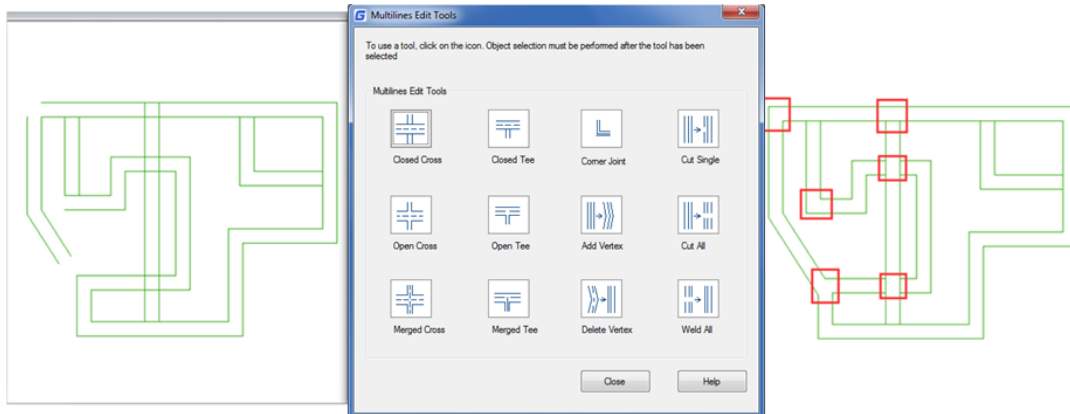 Multilines Edit Tools
To use a tool, click on the icon. Object selection must be performed after the tool has been
selected
Multilines Edit Tools
Closed Cross
Closed Tee
Corner Joint
Cut Single
Open Cross
Open Tee
Add Vertex
Cut All
Merged Cross
Merged Tee
Delete Vertex
Weld All
Close
Help